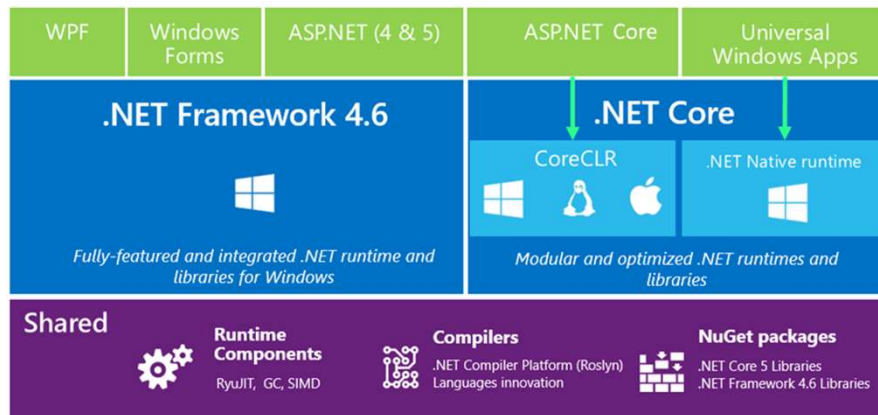 WPF
Windows
Forms
ASP.NET (4 & 5)
ASP.NET Core
Universal
Windows Apps
.NET Framework 4.6
Fully-featured and integrated .NET runtime and
libraries for Windows
.NET Core
CoreCLR
.NET Native runtime
Modular and optimized .NET runtimes and
libraries
Shared
Runtime
Components
RyuJIT, GC, SIMD
Compilers
.NET Compiler Platform (Roslyn)
Languages innovation
NuGet packages
.NET Core 5 Libraries
.NET Framework 4.6 Libraries